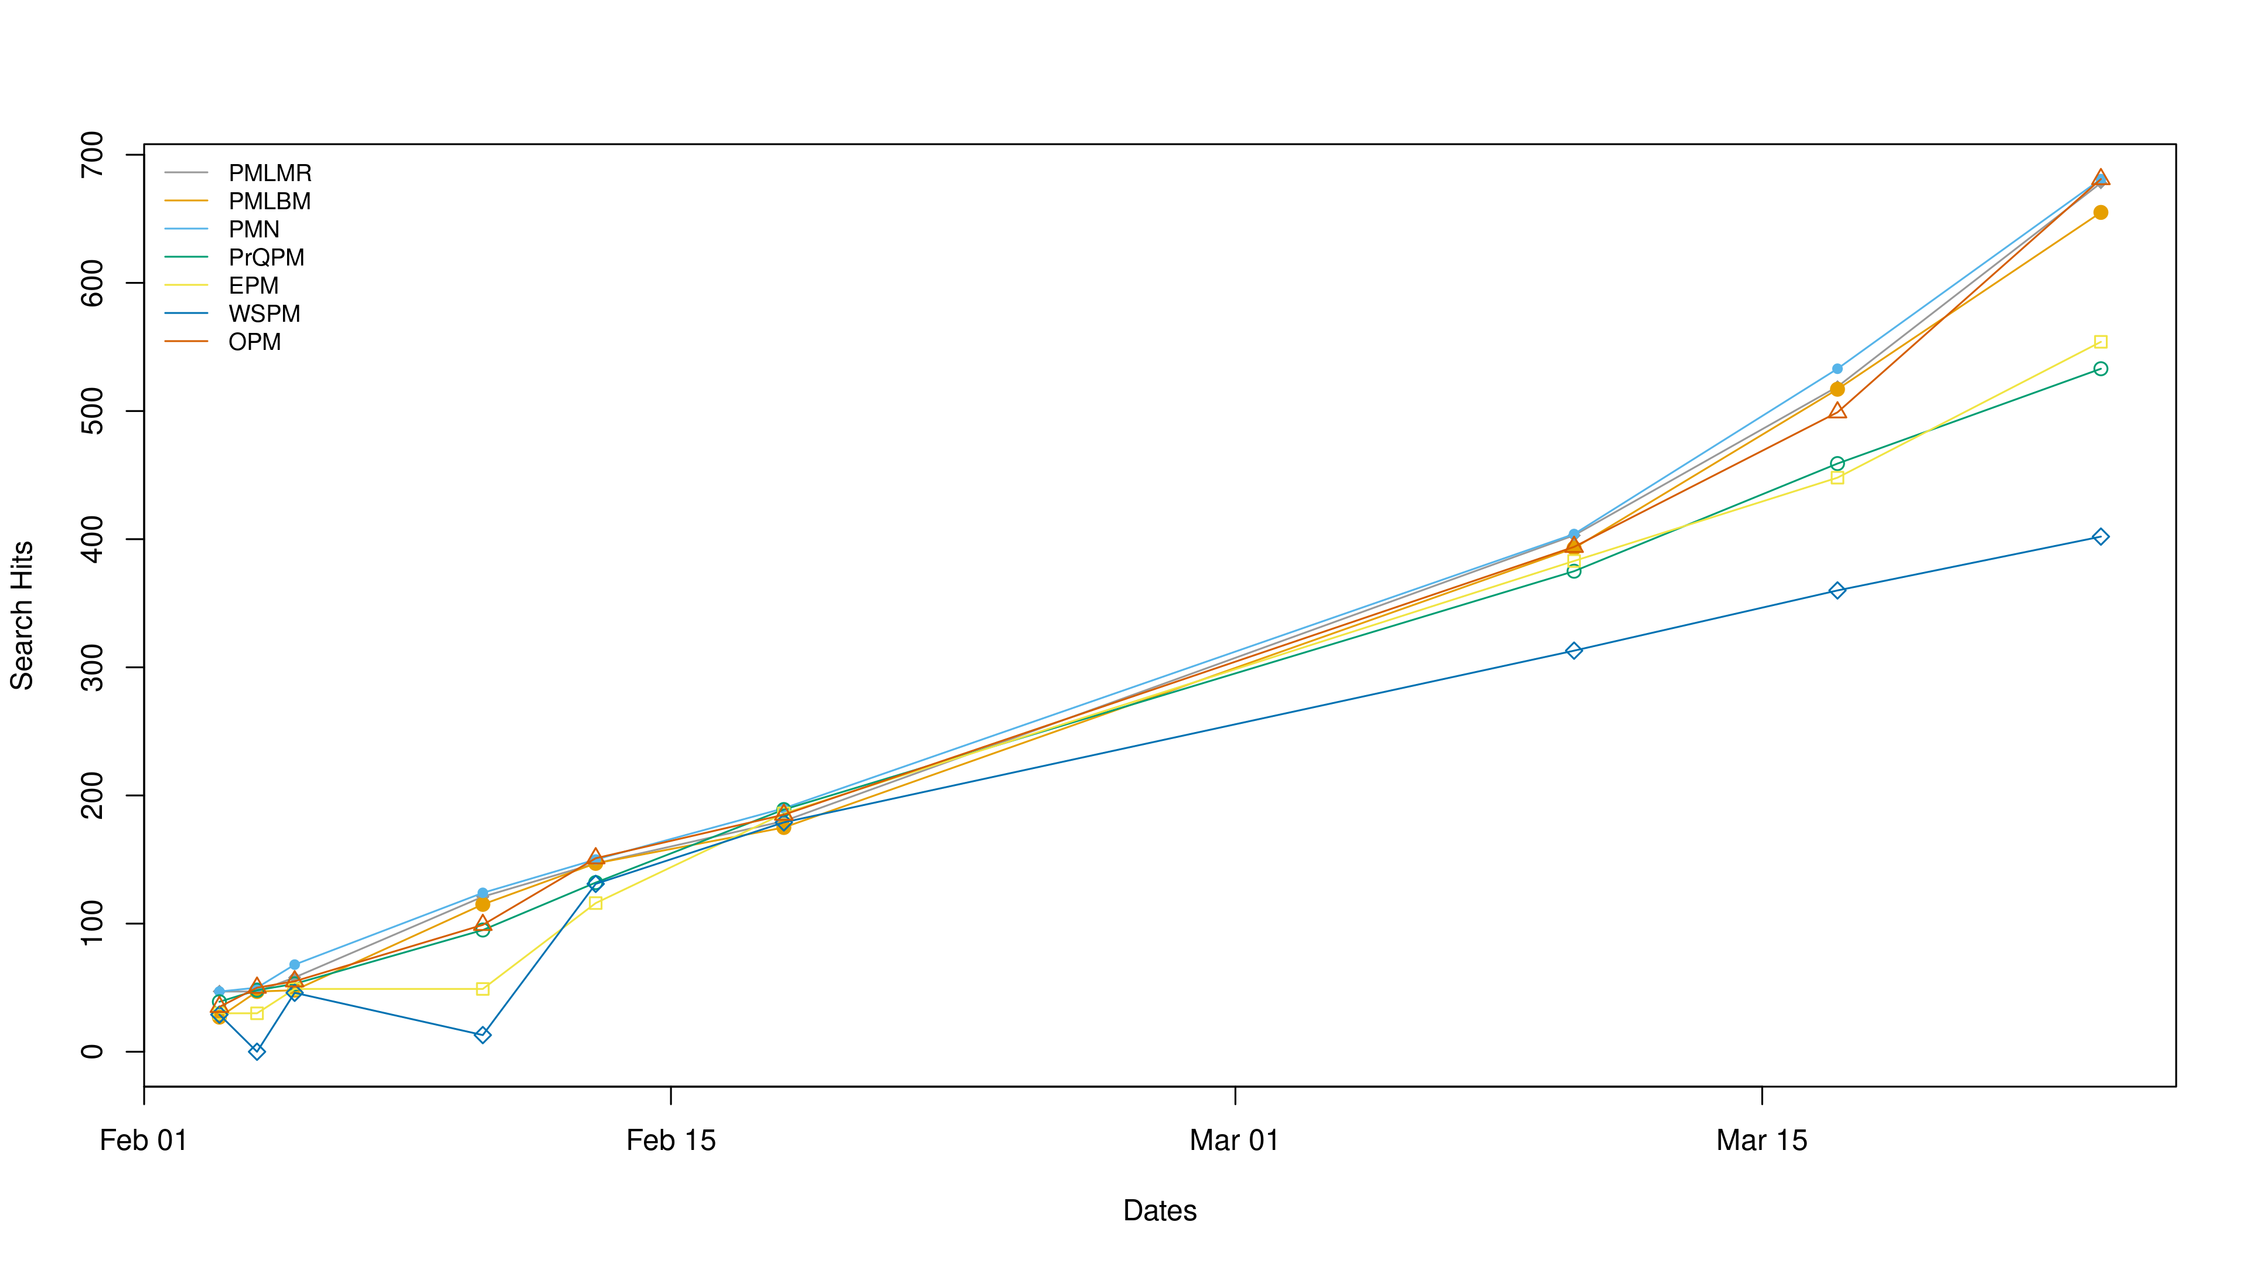 700
600
500
400
300
200
100
0
Search Hits
PMLMR
PMLBM
PMN
PrQPM
EPM
WSPM
OPM
Feb 01 Feb 15 Mar 01 Mar 15
Dates